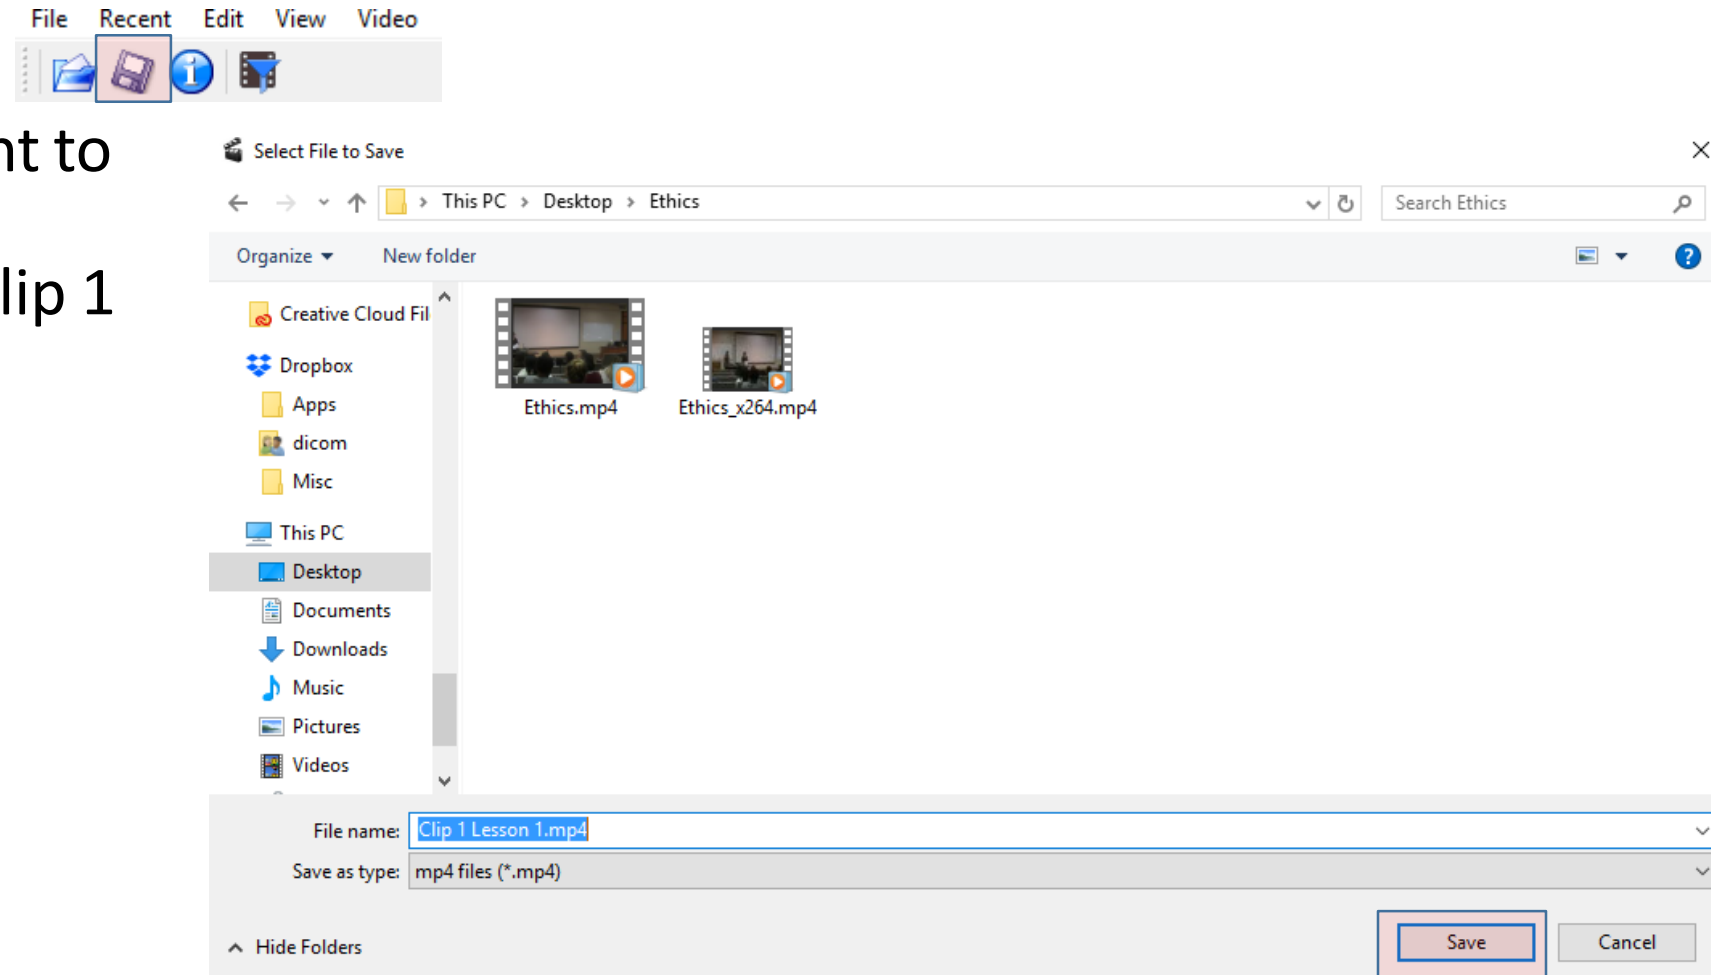 File Recent Edit View Video
nt to
lip 1
Select File to Save
This PC > Desktop > Ethics
Search Ethics
Organize New folder
Creative Cloud Fil
Dropbox
Apps
dicom
Misc
This PC
Desktop
Documents
Downloads
Music
Pictures
Videos
Ethics.mp4 Ethics_x264.mp4
File name: Clip 1 Lesson 1.mp4
Save as type: mp4 files (*.mp4)
Hide Folders Save Cancel